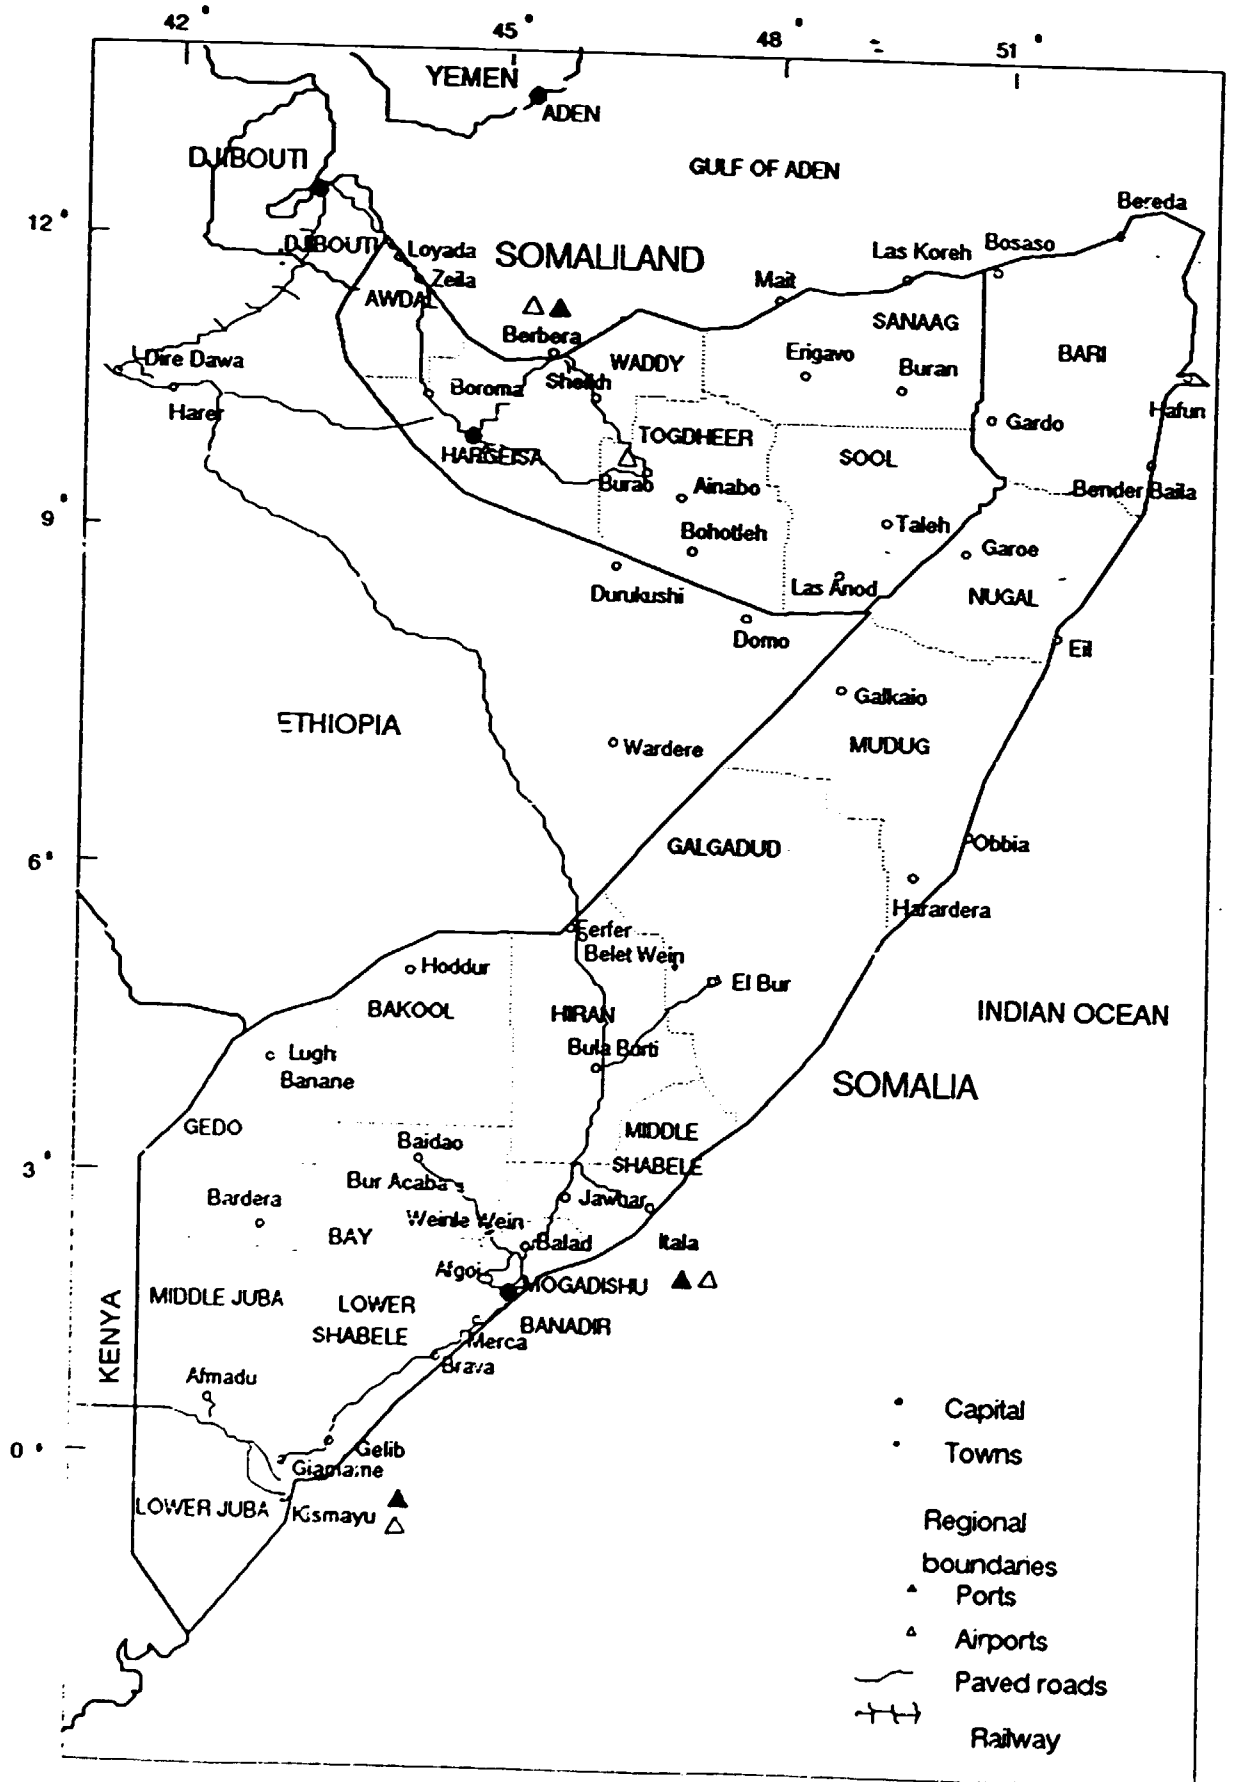 42°
45°
48°
51°
YEMEN
ADEN
DJIBOUTI
GULF OF ADEN
Bereda
12°
DJIBOUTI
Loyada
SOMALILAND
Las Koreh
Bosaso
Zeila
Mait
AWDAL
Berbera
SANAAG
WADDY
Erigavo
BARI
Dire Dawa
Buran
Boroma
Sheikh
Harer
Hafun
Gardo
TOGDHEER
HARGEISA
SOOL
Burao
Ainabo
Bender Baila
9°
Bohotleh
Taleh
Garoe
Durukushi
Las Anod
NUGAL
Domo
Eil
Galkaio
ETHIOPIA
Wardere
MUDUG
6°
GALGADUD
Obbia
Harardera
Ferfer
Belet Wein
Hoddur
El Bur
BAKOOL
HIRAN
INDIAN OCEAN
Lugh
Banane
Bula Borti
SOMALIA
GEDO
MIDDLE
SHABELE
Baidao
3°
Bur Acaba
Bardera
Jawhar
Weinle Wein
BAY
Balad
Itala
Afgoi
MOGADISHU
MIDDLE JUBA
LOWER
SHABELE
BANADIR
KENYA
Merca
Brava
Afmadu
Capital
0°
Gelib
Towns
Giamame
LOWER JUBA
Kismayu
Regional
boundaries
Ports
Airports
Paved roads
Railway